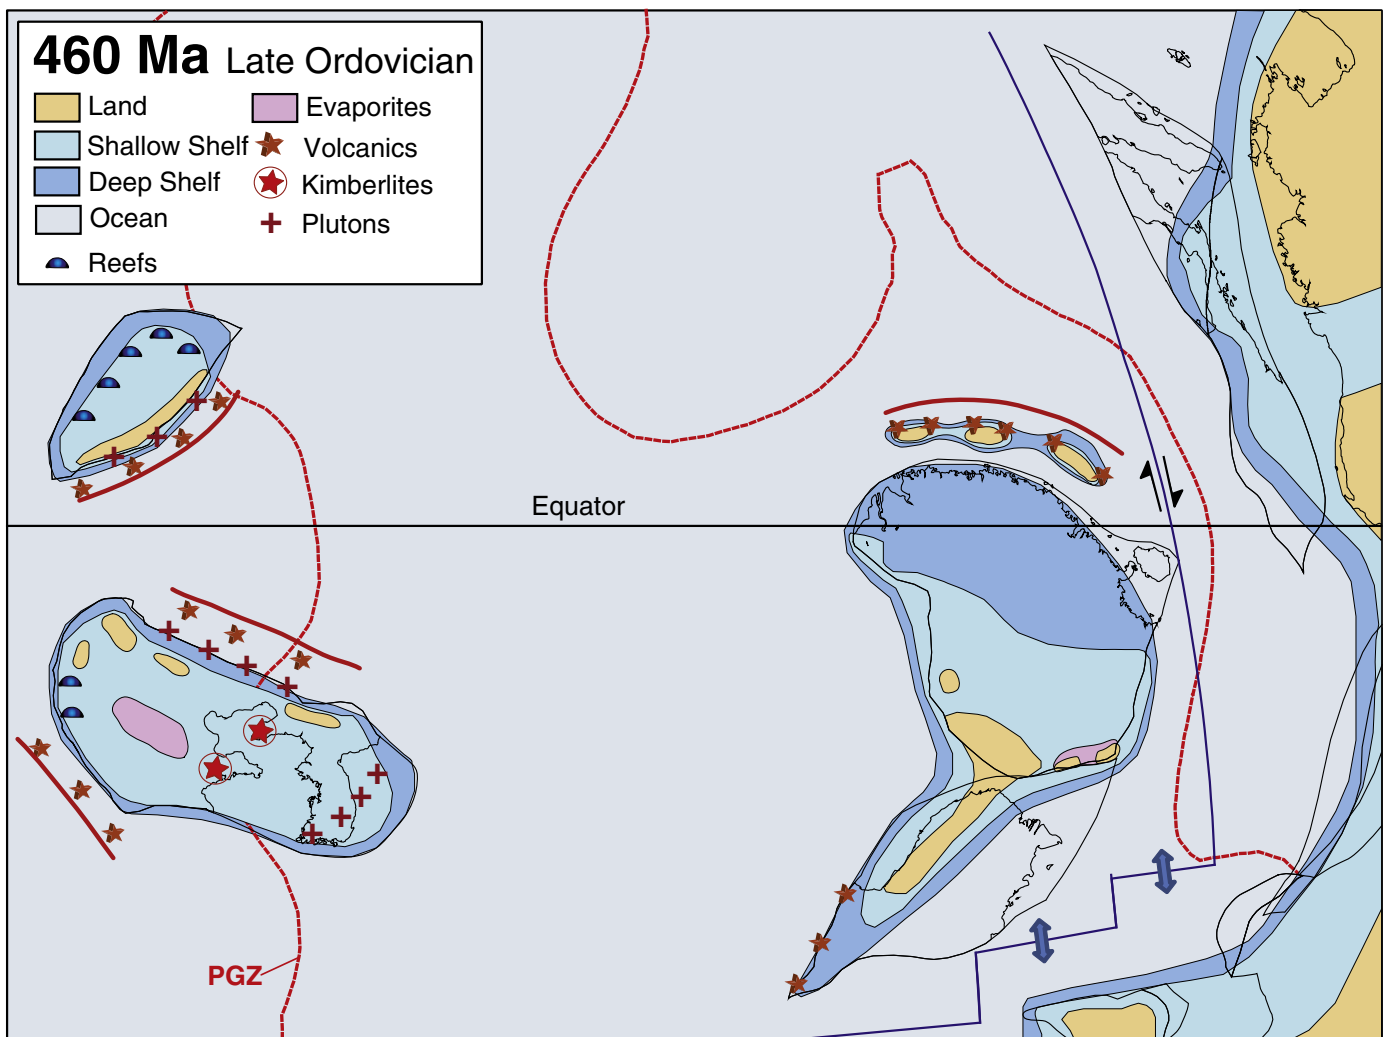 460 Ma Late Ordovician
Land
Evaporites
Shallow Shelf
Volcanics
Deep Shelf
Kimberlites
Ocean
Plutons
Reefs
Equator
PGZ